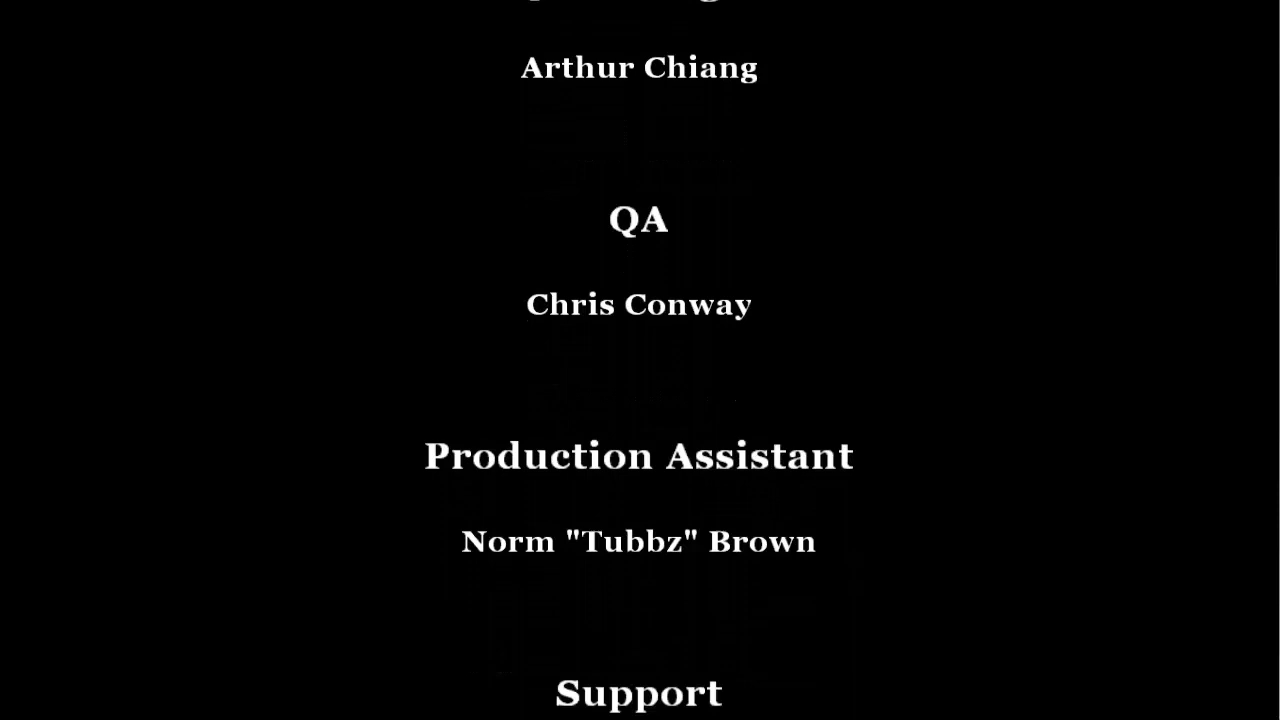 Arthur Chiang
QA
Chris Conway
Production Assistant
Norm "Tubbz" Brown
Support